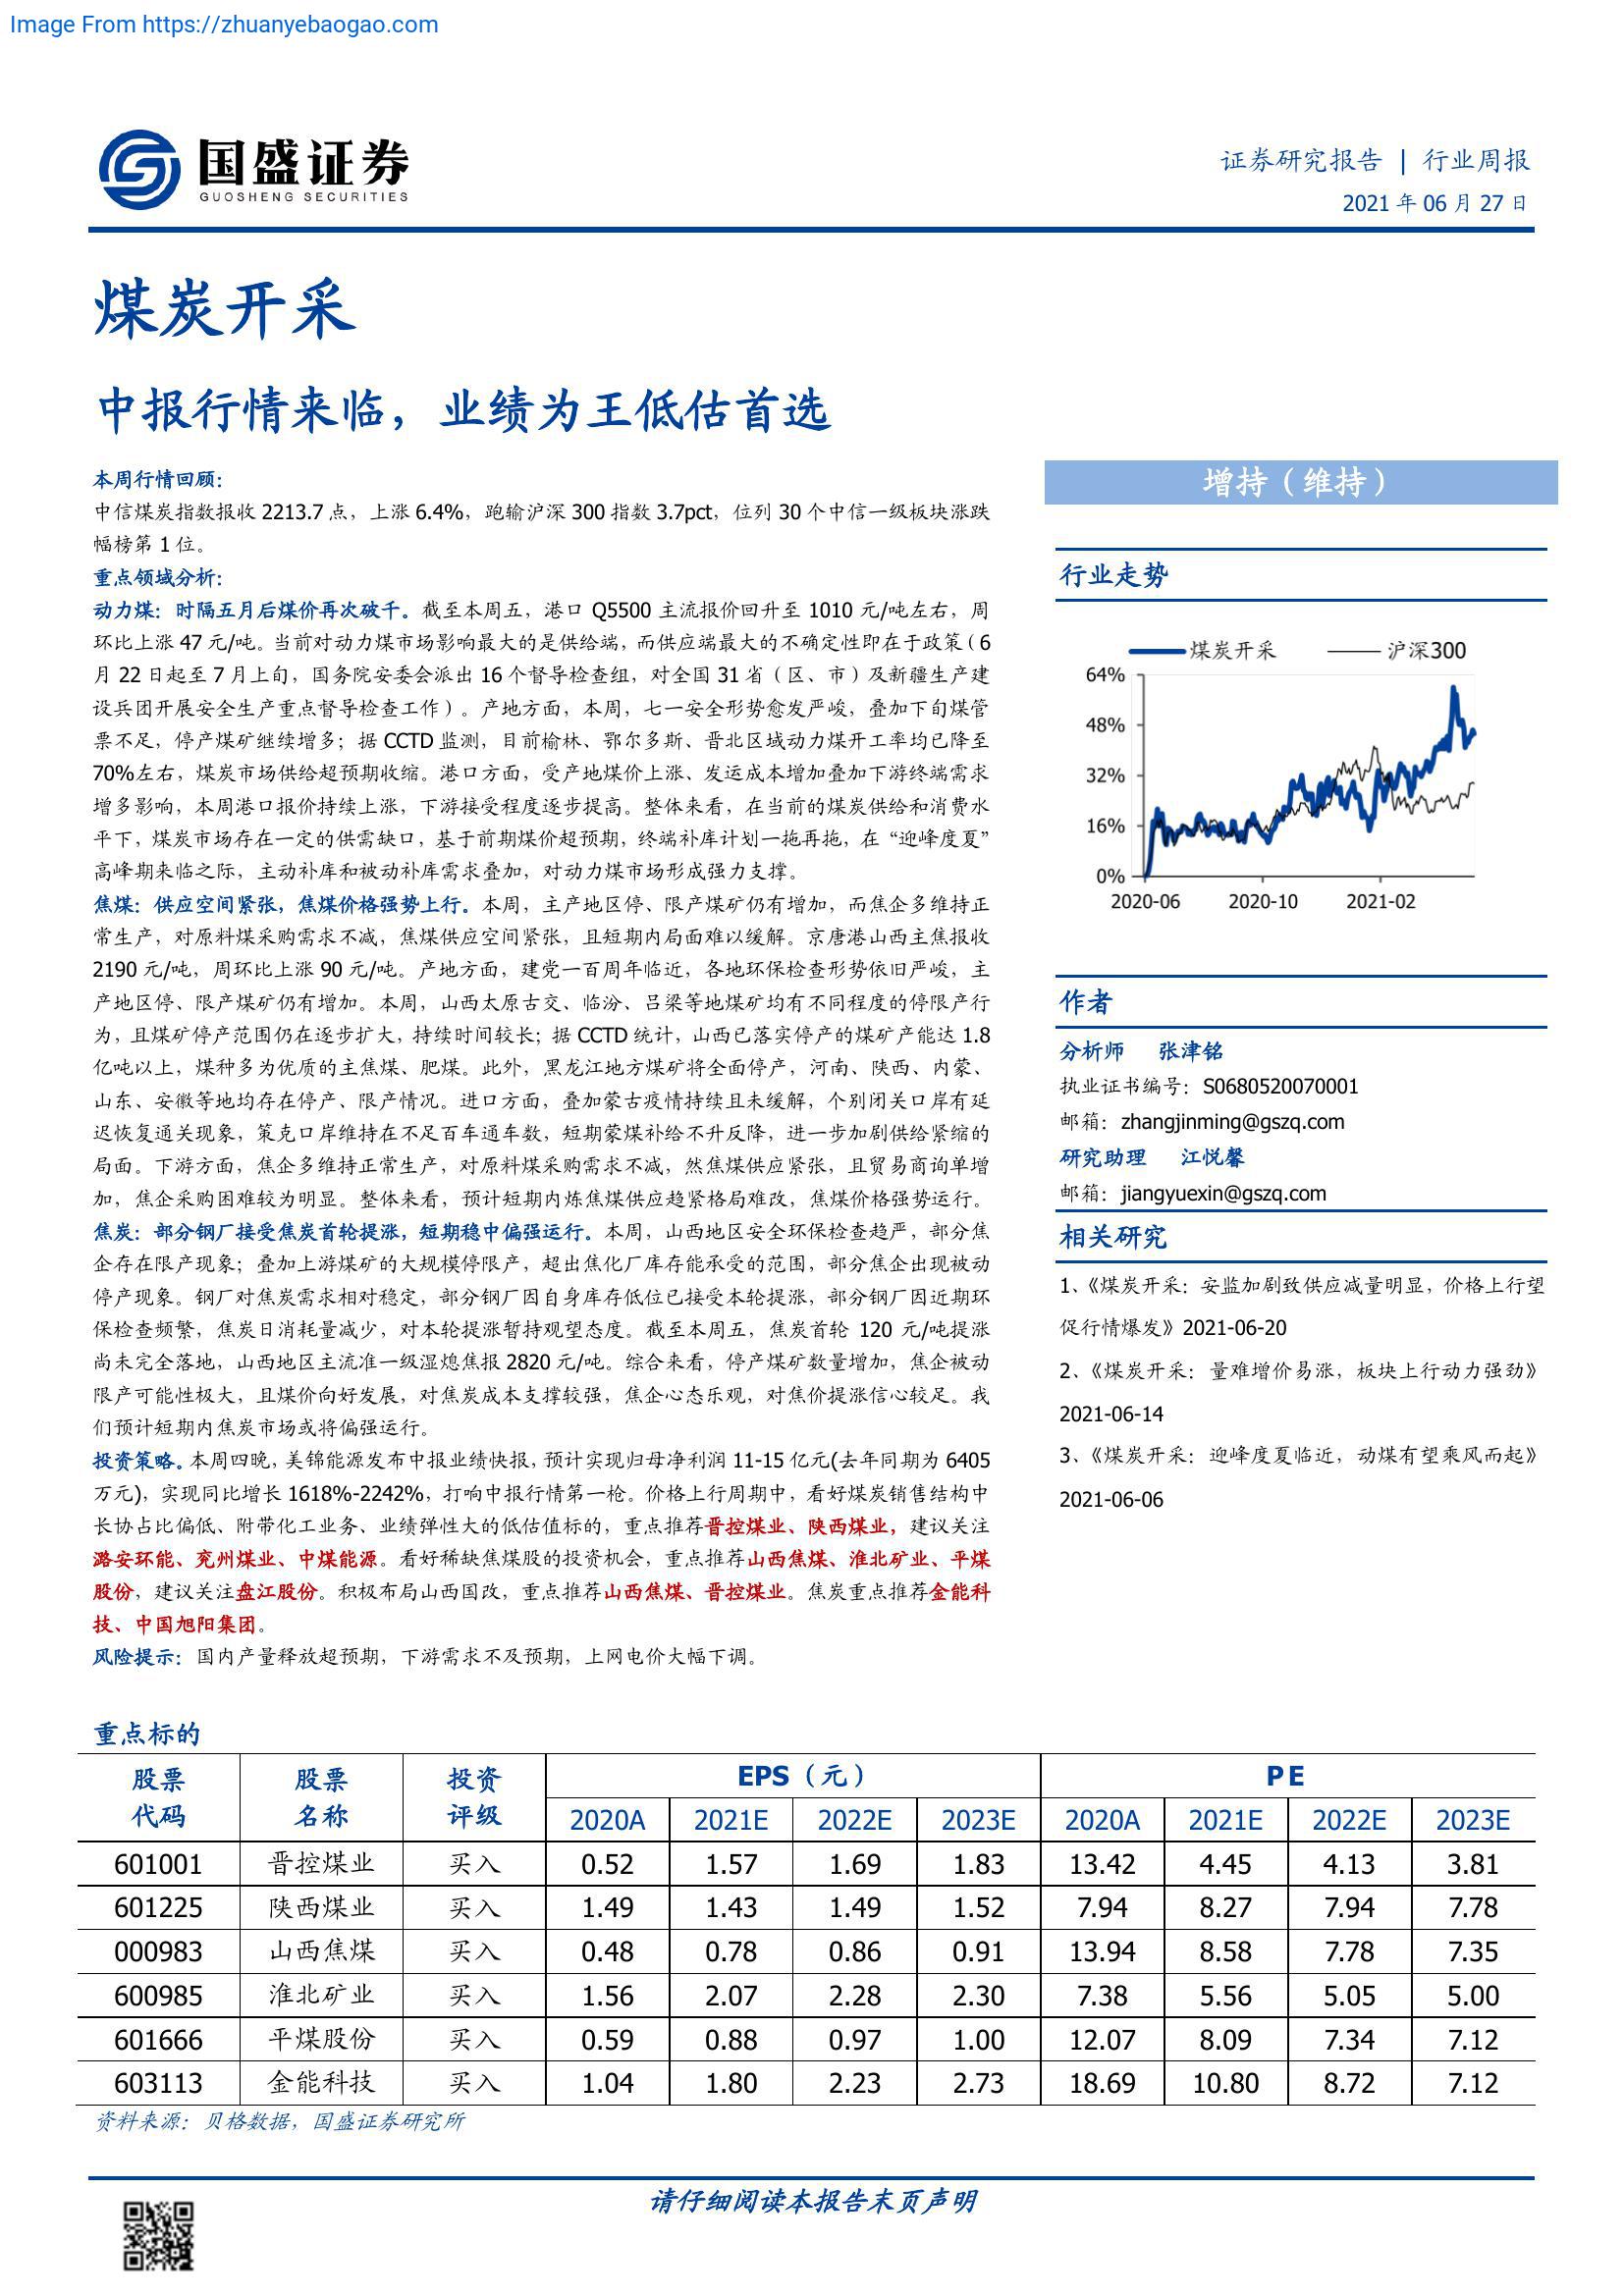 Image From https://zhuanyebaogao.com
国盛证券
GUOSHENG SECURITIES
证券研究报告 | 行业周报
2021 年 06 月 27 日
煤炭开采
中报行情来临，业绩为王低估首选
本周行情回顾：
中信煤炭指数报收 2213.7 点，上涨 6.4%，跑输沪深 300 指数 3.7pct，位列 30 个中信一级板块涨跌
幅榜第 1 位。
重点领域分析：
动力煤：时隔五月后煤价再次破千。截至本周五，港口 Q5500 主流报价回升至 1010 元/吨左右，周
环比上涨 47 元/吨。当前对动力煤市场影响最大的是供给端，而供应端最大的不确定性即在于政策（6
月 22 日起至 7 月上旬，国务院安委会派出 16 个督导检查组，对全国 31 省（区、市）及新疆生产建
设兵团开展安全生产重点督导检查工作）。产地方面，本周，七一安全形势愈发严峻，叠加下旬煤管
票不足，停产煤矿继续增多；据 CCTD 监测，目前榆林、鄂尔多斯、晋北区域动力煤开工率均已降至
70%左右，煤炭市场供给超预期收缩。港口方面，受产地煤价上涨、发运成本增加叠加下游终端需求
增多影响，本周港口报价持续上涨，下游接受程度逐步提高。整体来看，在当前的煤炭供给和消费水
平下，煤炭市场存在一定的供需缺口，基于前期煤价超预期，终端补库计划一拖再拖，在“迎峰度夏”
高峰期来临之际，主动补库和被动补库需求叠加，对动力煤市场形成强力支撑。
焦煤：供应空间紧张，焦煤价格强势上行。本周，主产地区停、限产煤矿仍有增加，而焦企多维持正
常生产，对原料煤采购需求不减，焦煤供应空间紧张，且短期内局面难以缓解。京唐港山西主焦报收
2190 元/吨，周环比上涨 90 元/吨。产地方面，建党一百周年临近，各地环保检查形势依旧严峻，主
产地区停、限产煤矿仍有增加。本周，山西太原古交、临汾、吕梁等地煤矿均有不同程度的停限产行
为，且煤矿停产范围仍在逐步扩大，持续时间较长；据 CCTD 统计，山西已落实停产的煤矿产能达 1.8
亿吨以上，煤种多为优质的主焦煤、肥煤。此外，黑龙江地方煤矿将全面停产，河南、陕西、内蒙、
山东、安徽等地均存在停产、限产情况。进口方面，叠加蒙古疫情持续且未缓解，个别闭关口岸有延
迟恢复通关现象，策克口岸维持在不足百车通车数，短期蒙煤补给不升反降，进一步加剧供给紧缩的
局面。下游方面，焦企多维持正常生产，对原料煤采购需求不减，然焦煤供应紧张，且贸易商询单增
加，焦企采购困难较为明显。整体来看，预计短期内炼焦煤供应趋紧格局难改，焦煤价格强势运行。
焦炭：部分钢厂接受焦炭首轮提涨，短期稳中偏强运行。本周，山西地区安全环保检查趋严，部分焦
企存在限产现象；叠加上游煤矿的大规模停限产，超出焦化厂库存能承受的范围，部分焦企出现被动
停产现象。钢厂对焦炭需求相对稳定，部分钢厂因自身库存低位已接受本轮提涨，部分钢厂因近期环
保检查频繁，焦炭日消耗量减少，对本轮提涨暂持观望态度。截至本周五，焦炭首轮 120 元/吨提涨
尚未完全落地，山西地区主流准一级湿熄焦报 2820 元/吨。综合来看，停产煤矿数量增加，焦企被动
限产可能性极大，且煤价向好发展，对焦炭成本支撑较强，焦企心态乐观，对焦价提涨信心较足。我
们预计短期内焦炭市场或将偏强运行。
投资策略。本周四晚，美锦能源发布中报业绩快报，预计实现归母净利润 11-15 亿元(去年同期为 6405
万元)，实现同比增长 1618%-2242%，打响中报行情第一枪。价格上行周期中，看好煤炭销售结构中
长协占比偏低、附带化工业务、业绩弹性大的低估值标的，重点推荐晋控煤业、陕西煤业，建议关注
潞安环能、兖州煤业、中煤能源。看好稀缺焦煤股的投资机会，重点推荐山西焦煤、淮北矿业、平煤
股份，建议关注盘江股份。积极布局山西国改，重点推荐山西焦煤、晋控煤业。焦炭重点推荐金能科
技、中国旭阳集团。
风险提示：国内产量释放超预期，下游需求不及预期，上网电价大幅下调。
增持（维持）
行业走势
煤炭开采 沪深300
64%
48%
32%
16%
0%
2020-06 2020-10 2021-02
作者
分析师 张津铭
执业证书编号：S0680520070001
邮箱：zhangjinming@gszq.com
研究助理 江悦馨
邮箱：jiangyuexin@gszq.com
相关研究
1、《煤炭开采：安监加剧致供应减量明显，价格上行望
促行情爆发》2021-06-20
2、《煤炭开采：量难增价易涨，板块上行动力强劲》
2021-06-14
3、《煤炭开采：迎峰度夏临近，动煤有望乘风而起》
2021-06-06
重点标的
股票 股票 投资 EPS（元） PE
代码 名称 评级 2020A 2021E 2022E 2023E 2020A 2021E 2022E 2023E
601001 晋控煤业 买入 0.52 1.57 1.69 1.83 13.42 4.45 4.13 3.81
601225 陕西煤业 买入 1.49 1.43 1.49 1.52 7.94 8.27 7.94 7.78
000983 山西焦煤 买入 0.48 0.78 0.86 0.91 13.94 8.58 7.78 7.35
600985 淮北矿业 买入 1.56 2.07 2.28 2.30 7.38 5.56 5.05 5.00
601666 平煤股份 买入 0.59 0.88 0.97 1.00 12.07 8.09 7.34 7.12
603113 金能科技 买入 1.04 1.80 2.23 2.73 18.69 10.80 8.72 7.12
资料来源：贝格数据，国盛证券研究所
请仔细阅读本报告末页声明